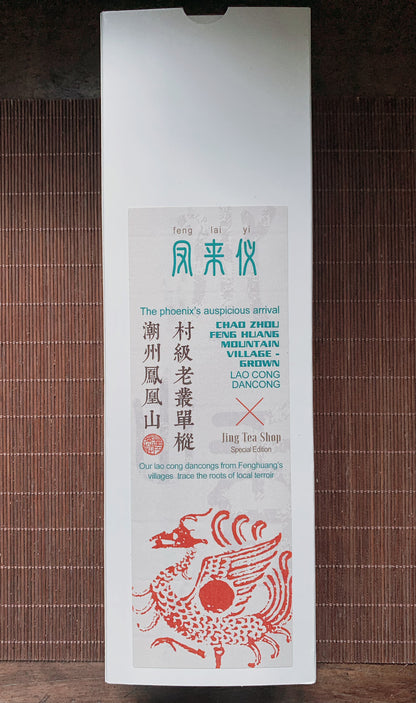 feng lai yi
凤来仪
The phoenix's auspicious arrival
潮州鳳凰山
村級老叢單樅
CHAO ZHOU
FENG HUANG
MOUNTAIN
VILLAGE -
GROWN
LAO CONG
DANCONG
Jing Tea Shop
Special Edition
Our lao cong dancongs from Fenghuang's
villages trace the roots of local terroir